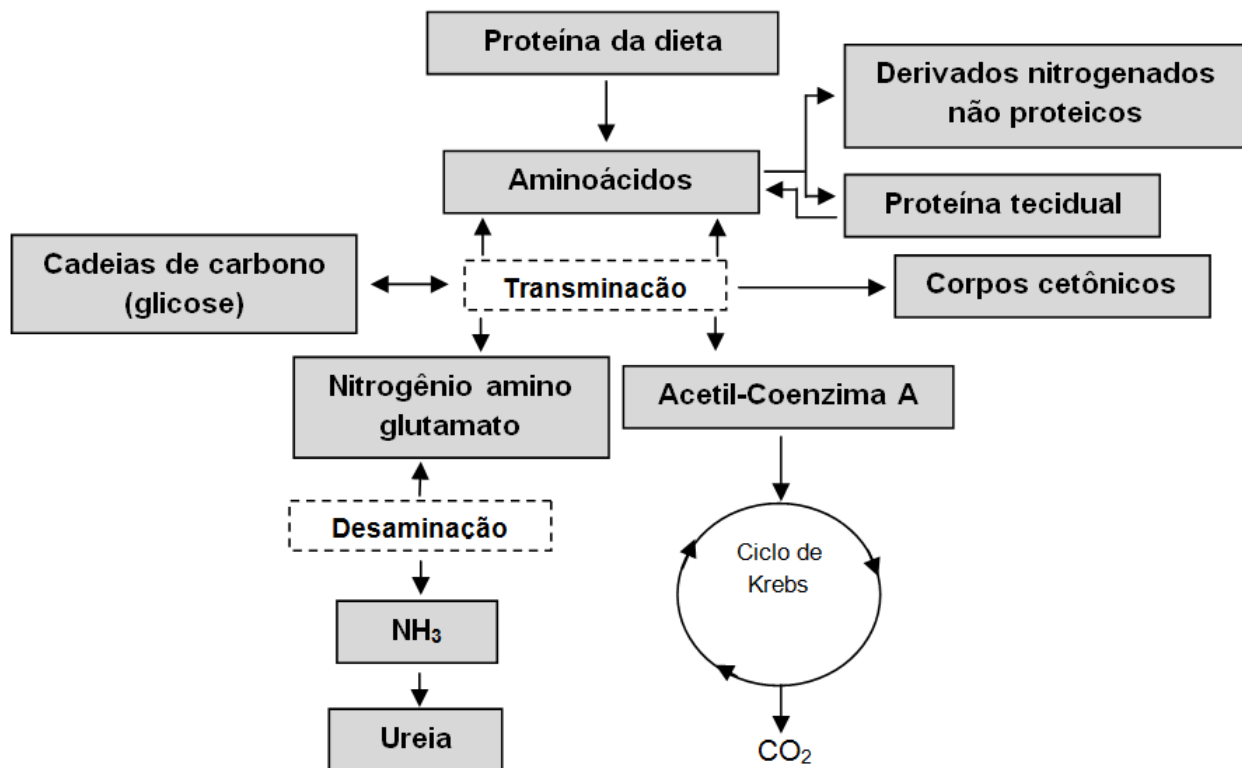 Proteína da dieta
Derivados nitrogenados
não proteicos
Aminoácidos
Proteína tecidual
Cadeias de carbono
(glicose)
Transminacão
Corpos cetônicos
Nitrogênio amino
glutamato
Acetil-Coenzima A
Desaminação
Ciclo de
Krebs
NH₃
Ureia
CO₂